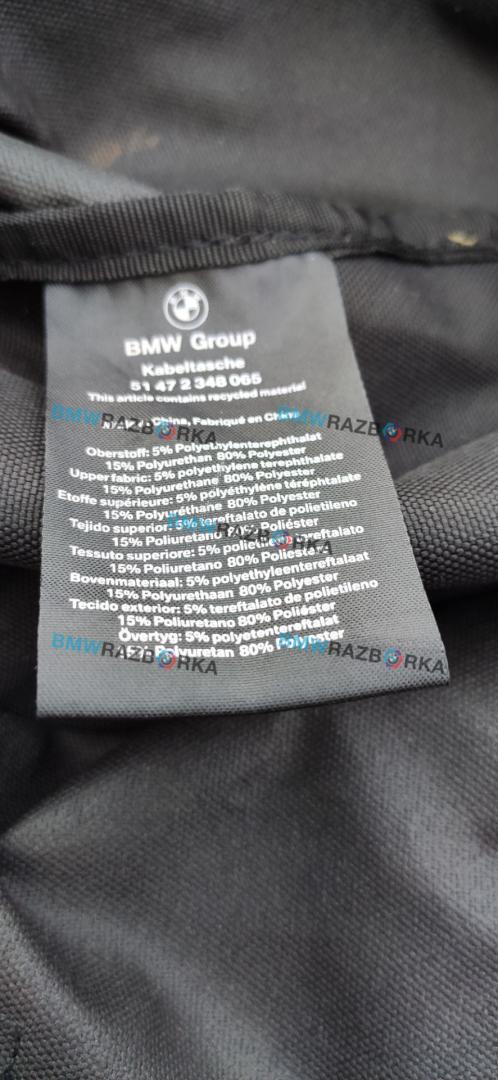 BMW Group
Kabeltasche
51 47 2 348 065
This article contains recycled material
China, Fabriqué en
Oberstoff: 5% Polyethylenterephthalat
15% Polyurethan 80% Polyester
Upper fabric: 5% polyethylene terephthalate
15% Polyurethane 80% Polyester
Etoffe supérieure: 5% polyéthylène téréphtalate
15% Polyuréthane 80% Polyester
Tejido superior: 5% tereftalato de polietileno
15% Poliuretano 80% Poliéster
Tessuto superiore: 5% polietilentereftalato
15% Poliuretano 80% Poliestere
Bovenmateriaal: 5% polyethyleentereftalaat
15% Polyurethaan 80% Polyester
Tecido exterior: 5% tereftalato de polietileno
15% Poliuretano 80% Poliéster
Övertyg: 5% polyetentereftalat
15% Polyuretan 80% Polyester
BMWRAZBORKA
BMWRAZBORKA
BMWRAZBORKA
BMWRAZBORKA
BMWRAZBORKA